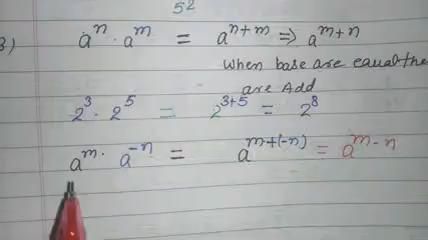 5²
3) aⁿ · aᵐ = aⁿ⁺ᵐ ⇒ aᵐ⁺ⁿ
When base are equal the
are Add
2³ · 2⁵ = 2³⁺⁵ = 2⁸
aᵐ · a⁻ⁿ = aᵐ⁺⁽⁻ⁿ⁾ = aᵐ⁻ⁿ